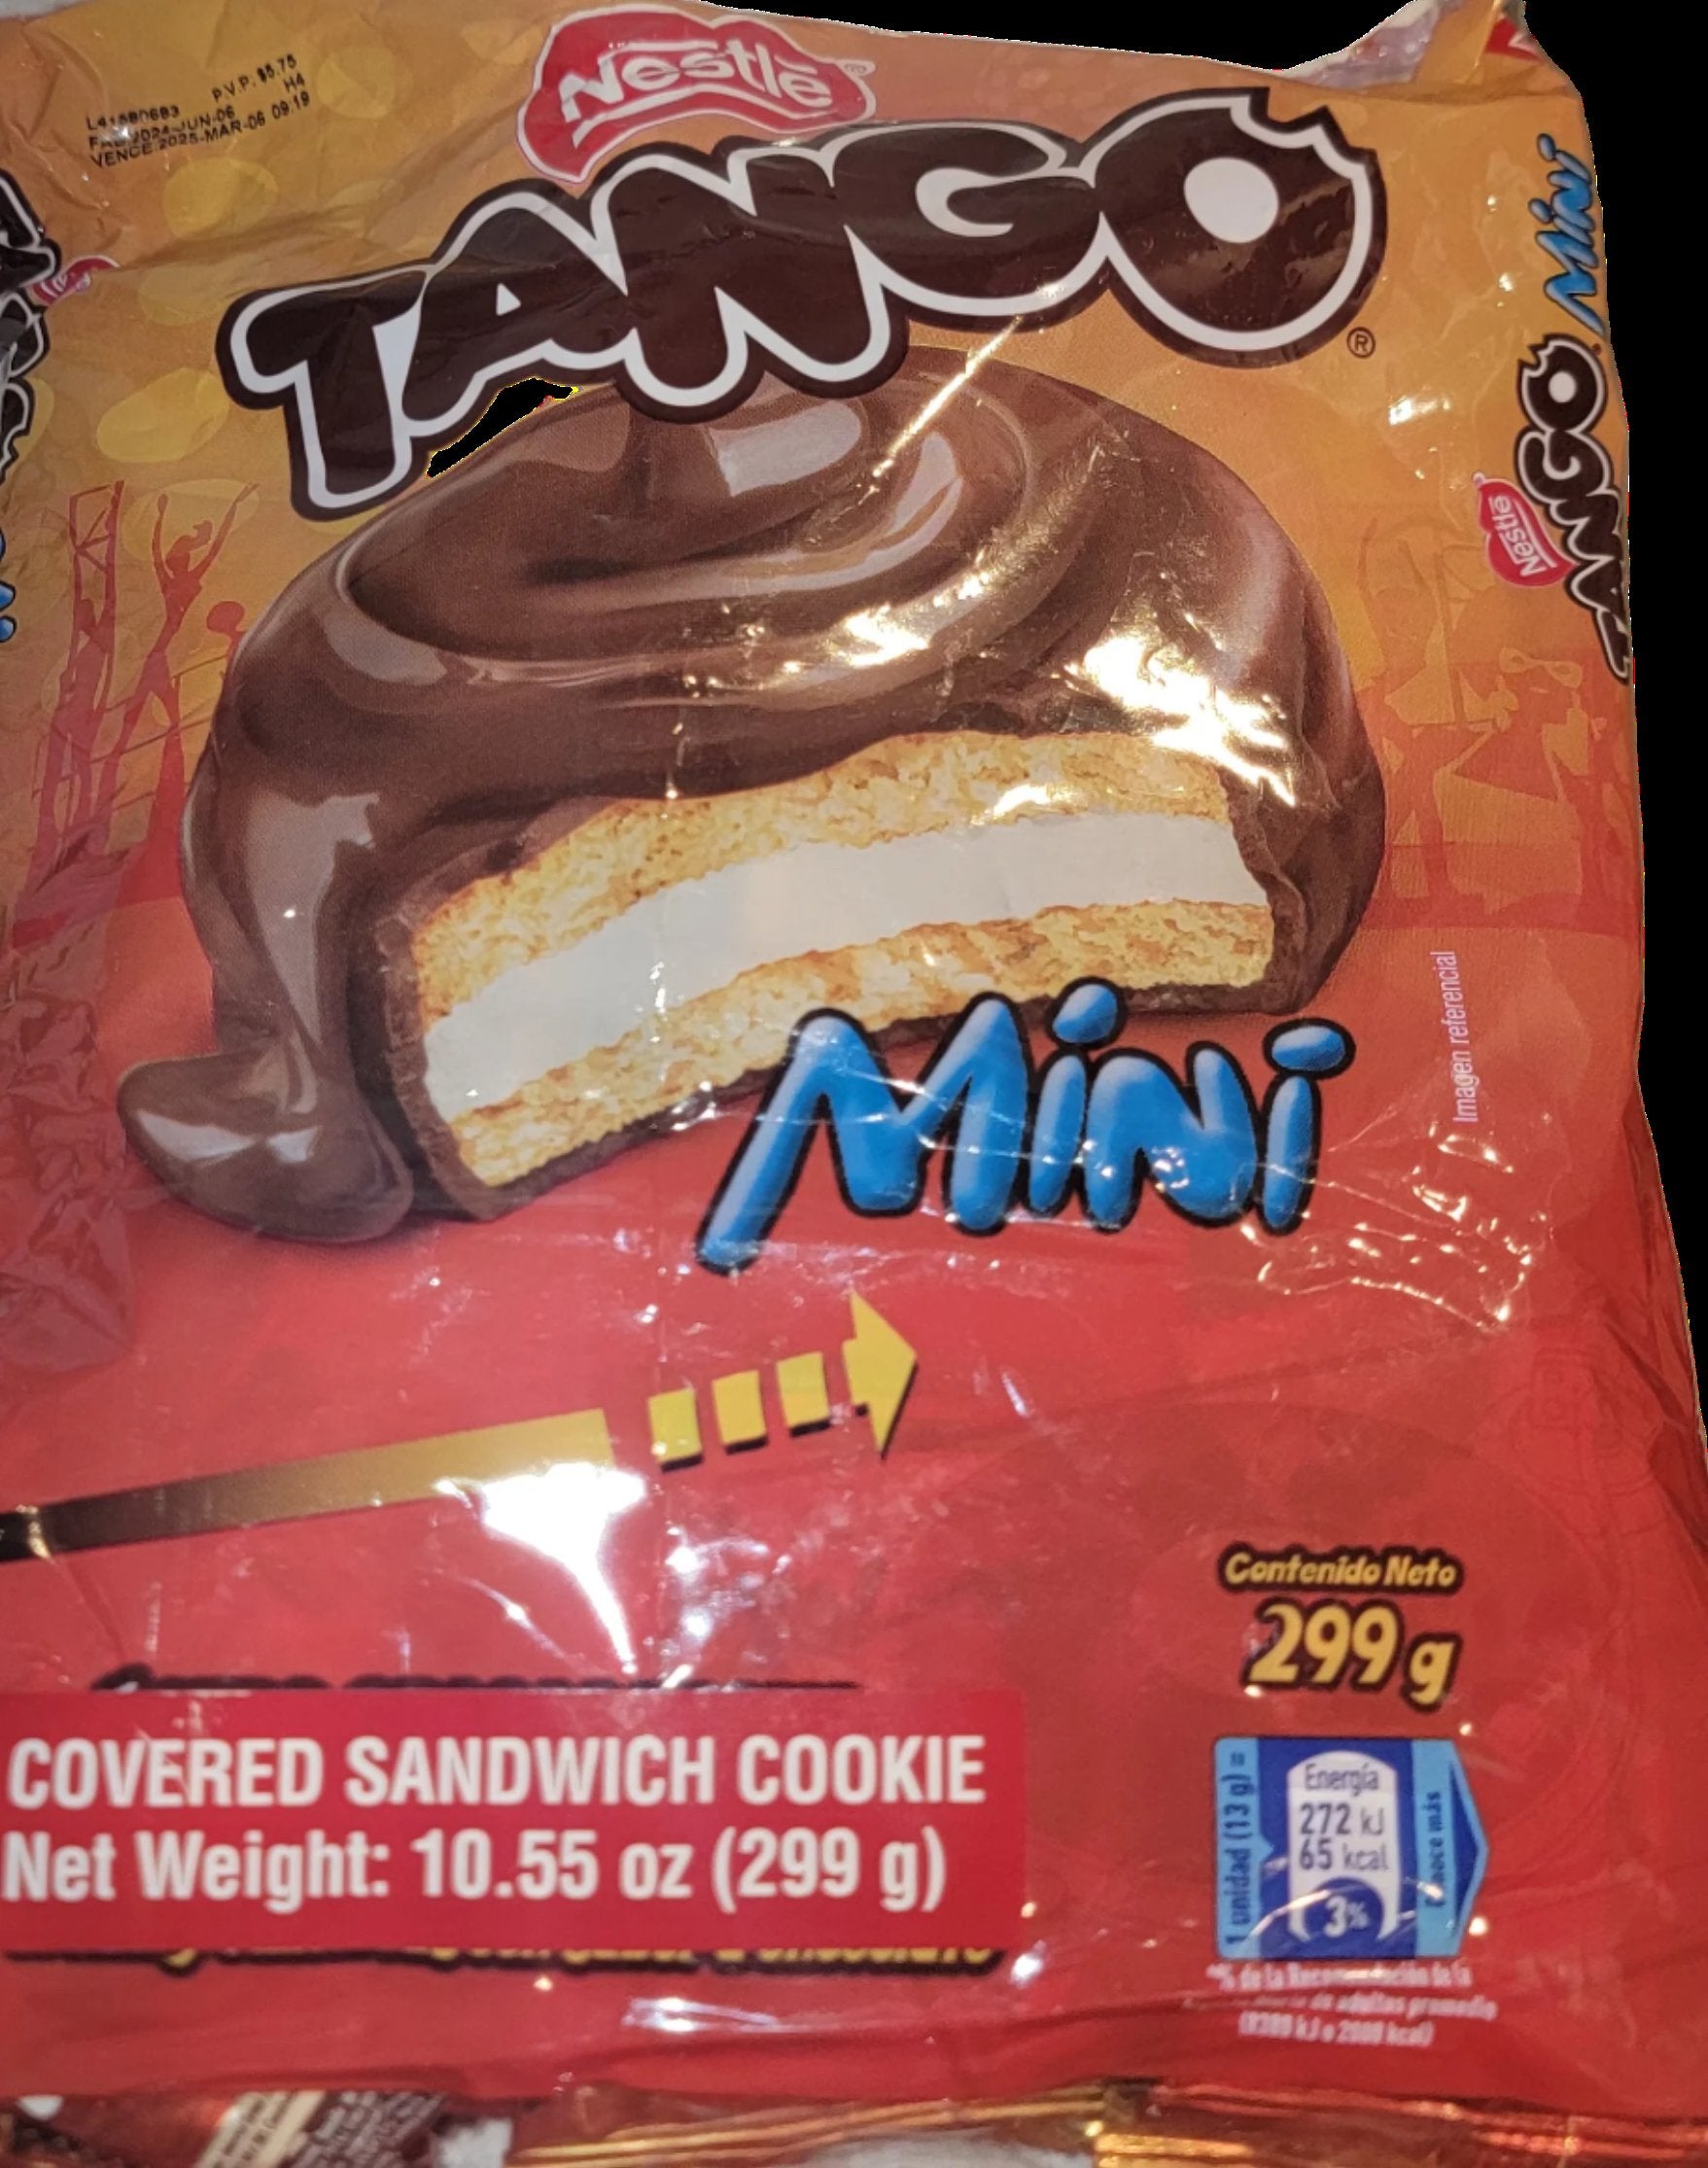 P.V.P. $5.75
H4
VENCE 2025-MAR-06 09:19
Nestlé
TANGO
®
MiNi
Nestlé
TANGO MiNi
Imagen referencial
Contenido Neto
299 g
COVERED SANDWICH COOKIE
Net Weight: 10.55 oz (299 g)
1 unidad (13 g) =
Energía
272 kJ
65 kcal
3%
Conoce más